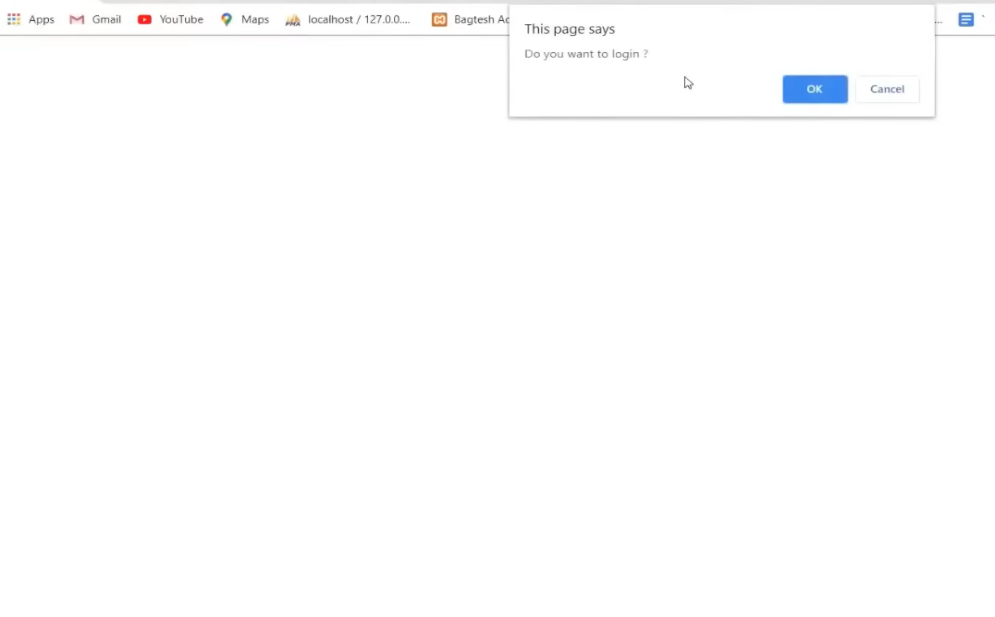 Apps Gmail YouTube Maps localhost / 127.0.0.... Bagtesh Ad
This page says
Do you want to login ?
OK Cancel